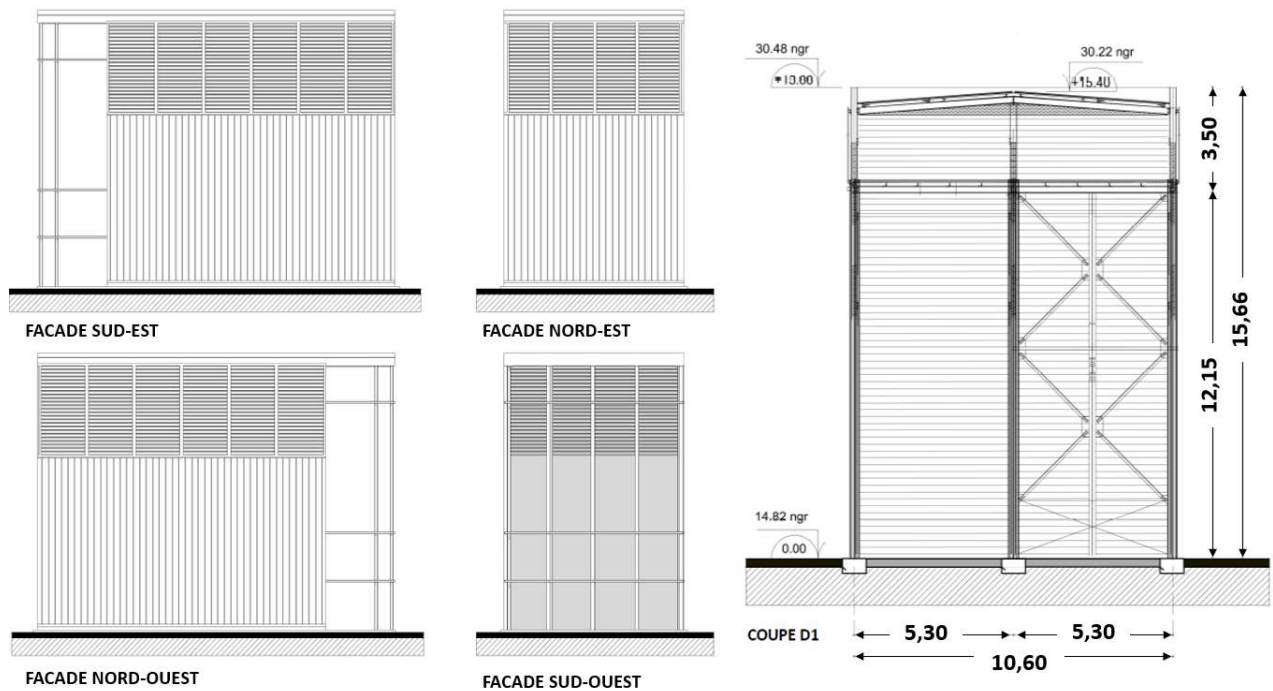 FACADE SUD-EST
FACADE NORD-EST
FACADE NORD-OUEST
FACADE SUD-OUEST
30.48 ngr
30.22 ngr
+15.40
3,50
12,15
15,66
14.82 ngr
0.00
COUPE D1
5,30
5,30
10,60